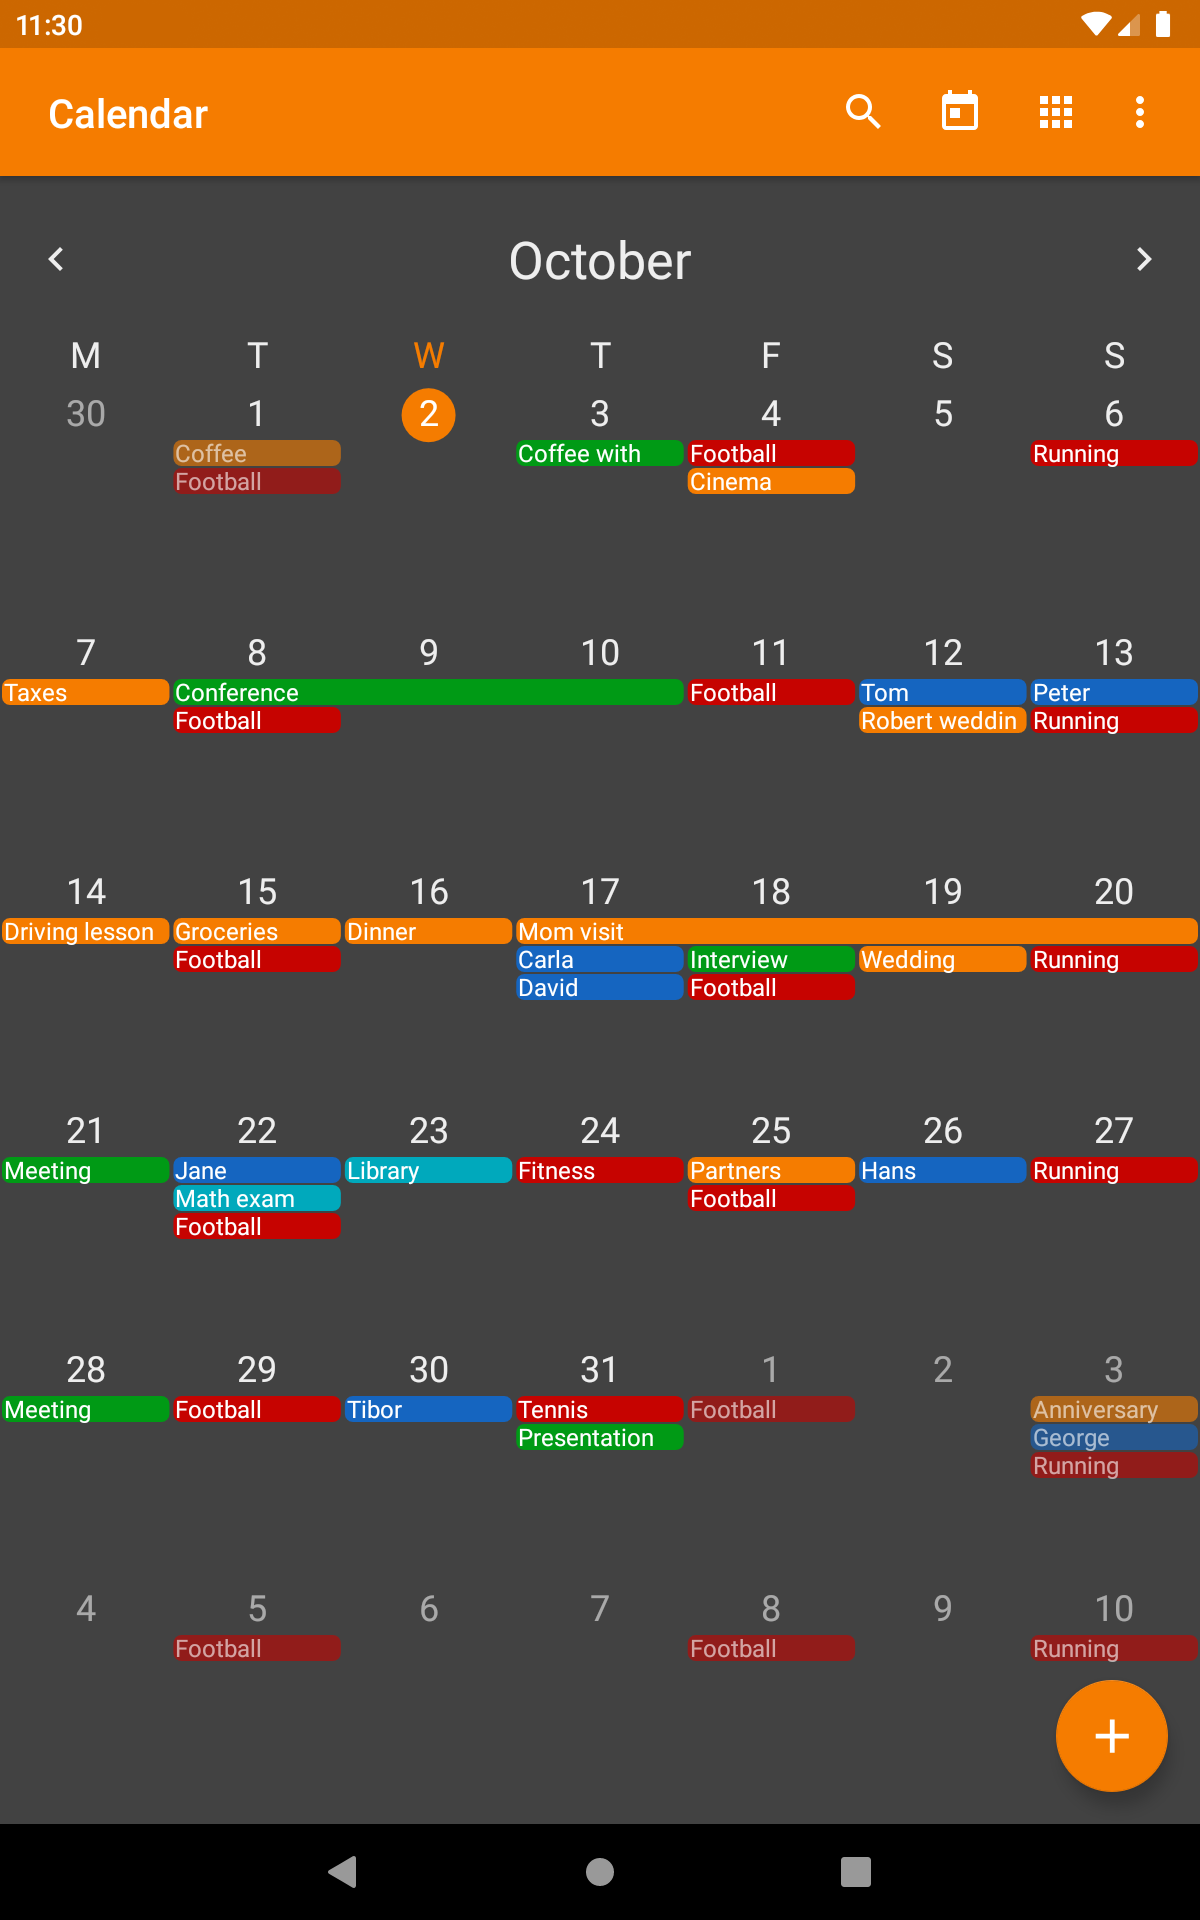 11:30
Calendar
October
M T W T F S S
30 1 2 3 4 5 6
Coffee Coffee with Football Running
Football Cinema
7 8 9 10 11 12 13
Taxes Conference Football Tom Peter
Football Robert weddin Running
14 15 16 17 18 19 20
Driving lesson Groceries Dinner Mom visit
Football Carla Interview Wedding Running
David Football
21 22 23 24 25 26 27
Meeting Jane Library Fitness Partners Hans Running
Math exam Football
Football
28 29 30 31 1 2 3
Meeting Football Tibor Tennis Football Anniversary
Presentation George
Running
4 5 6 7 8 9 10
Football Football Running